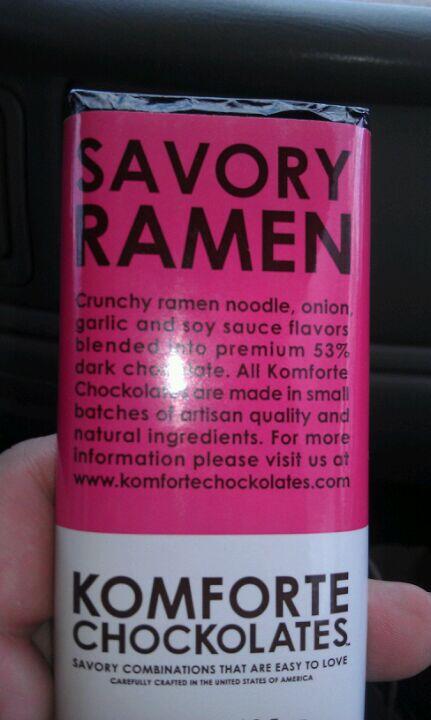 SAVORY
RAMEN
Crunchy ramen noodle, onion,
garlic and soy sauce flavors
blended into premium 53%
dark chocolate. All Komforte
Chockolates are made in small
batches of artisan quality and
natural ingredients. For more
information please visit us at
www.komfortechockolates.com
KOMFORTE
CHOCKOLATES
SAVORY COMBINATIONS THAT ARE EASY TO LOVE
CAREFULLY CRAFTED IN THE UNITED STATES OF AMERICA